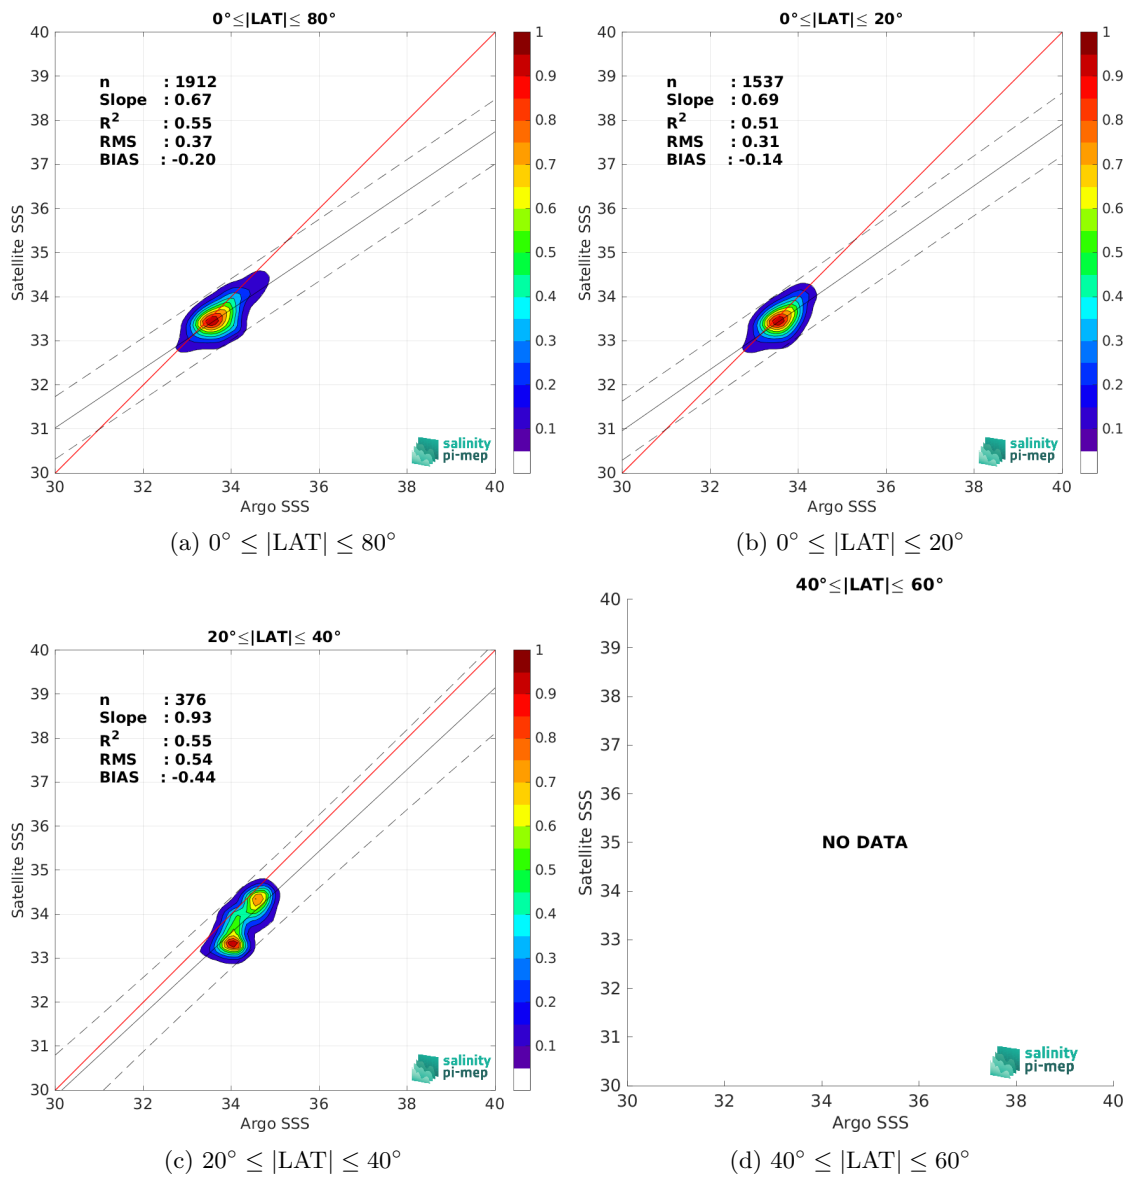 0°≤|LAT|≤ 80°
40
39
38
37
36
35
34
33
32
31
30
Satellite SSS
n : 1912
Slope : 0.67
R² : 0.55
RMS : 0.37
BIAS : -0.20
salinity
pi-mep
30 32 34 36 38 40
Argo SSS
1
0.9
0.8
0.7
0.6
0.5
0.4
0.3
0.2
0.1
(a) 0° ≤ |LAT| ≤ 80°
0°≤|LAT|≤ 20°
40
39
38
37
36
35
34
33
32
31
30
Satellite SSS
n : 1537
Slope : 0.69
R² : 0.51
RMS : 0.31
BIAS : -0.14
salinity
pi-mep
30 32 34 36 38 40
Argo SSS
1
0.9
0.8
0.7
0.6
0.5
0.4
0.3
0.2
0.1
(b) 0° ≤ |LAT| ≤ 20°
20°≤|LAT|≤ 40°
40
39
38
37
36
35
34
33
32
31
30
Satellite SSS
n : 376
Slope : 0.93
R² : 0.55
RMS : 0.54
BIAS : -0.44
salinity
pi-mep
30 32 34 36 38 40
Argo SSS
1
0.9
0.8
0.7
0.6
0.5
0.4
0.3
0.2
0.1
(c) 20° ≤ |LAT| ≤ 40°
40°≤|LAT|≤ 60°
40
39
38
37
36
35
34
33
32
31
30
Satellite SSS
NO DATA
salinity
pi-mep
30 32 34 36 38 40
Argo SSS
(d) 40° ≤ |LAT| ≤ 60°